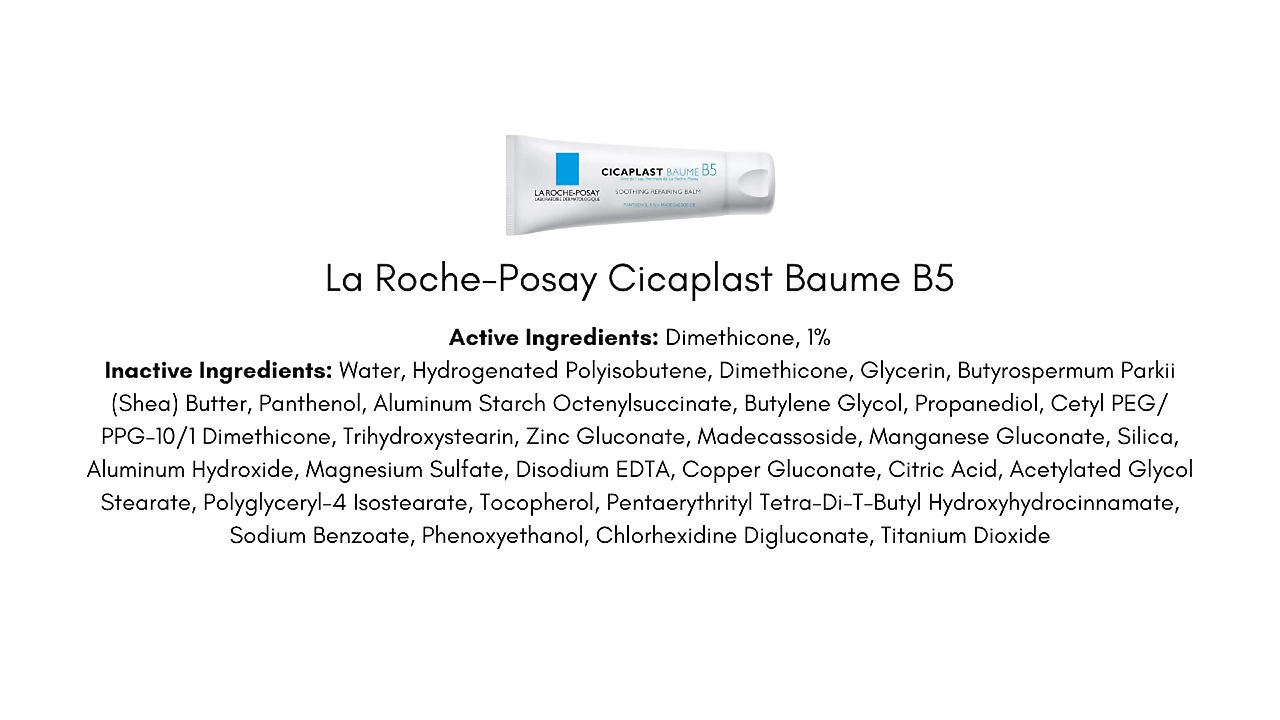 LA ROCHE-POSAY
LABORATOIRE DERMATOLOGIQUE
CICAPLAST BAUME B5
SOOTHING REPAIRING BALM
La Roche-Posay Cicaplast Baume B5
Active Ingredients: Dimethicone, 1%
Inactive Ingredients: Water, Hydrogenated Polyisobutene, Dimethicone, Glycerin, Butyrospermum Parkii
(Shea) Butter, Panthenol, Aluminum Starch Octenylsuccinate, Butylene Glycol, Propanediol, Cetyl PEG/
PPG-10/1 Dimethicone, Trihydroxystearin, Zinc Gluconate, Madecassoside, Manganese Gluconate, Silica,
Aluminum Hydroxide, Magnesium Sulfate, Disodium EDTA, Copper Gluconate, Citric Acid, Acetylated Glycol
Stearate, Polyglyceryl-4 Isostearate, Tocopherol, Pentaerythrityl Tetra-Di-T-Butyl Hydroxyhydrocinnamate,
Sodium Benzoate, Phenoxyethanol, Chlorhexidine Digluconate, Titanium Dioxide